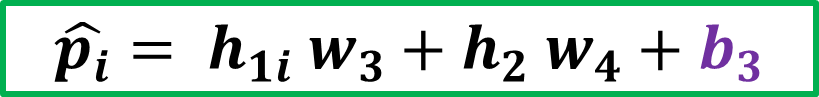 p̂ᵢ = h₁ᵢ w₃ + h₂ w₄ + b₃